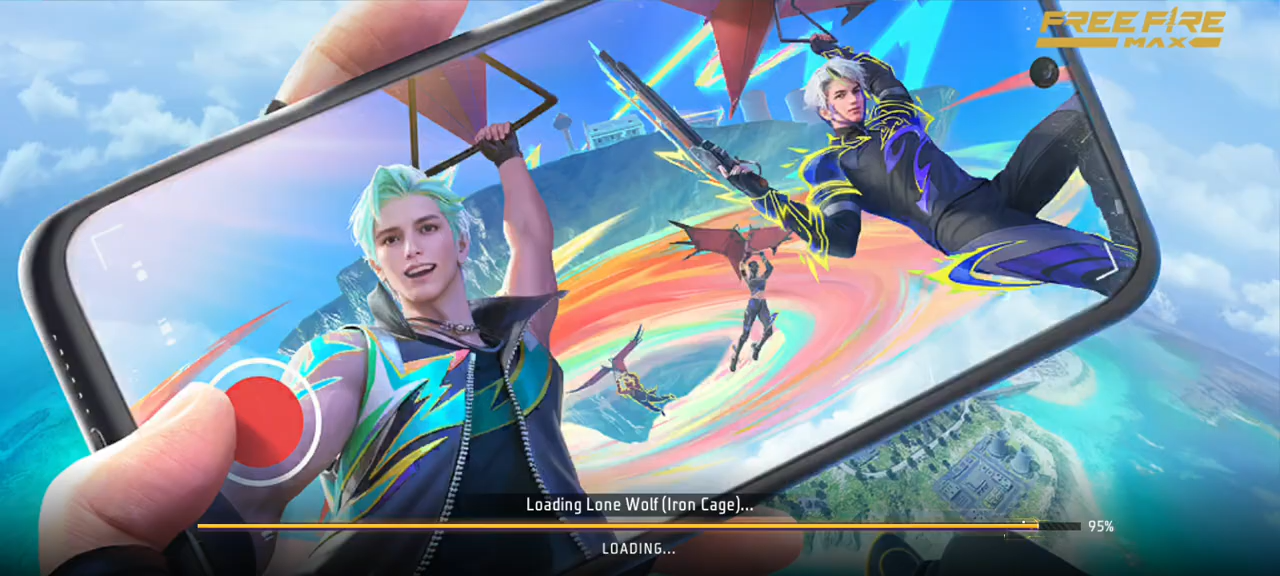 FREE FIRE
MAX
Loading Lone Wolf(Iron Cage)...
95%
LOADING...